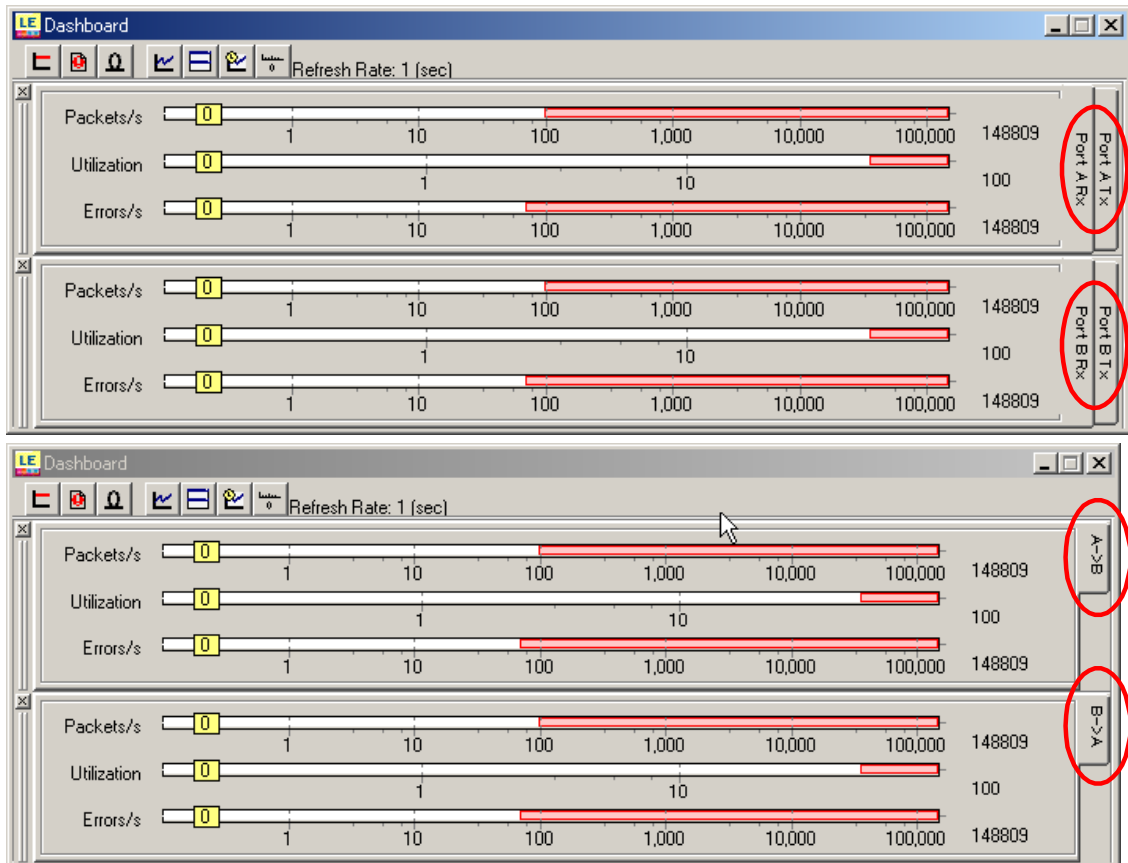 LE Dashboard
Refresh Rate: 1 (sec)
Packets/s 0 148809
1 10 100 1,000 10,000 100,000
Utilization 0 100
1 10
Errors/s 0 148809
1 10 100 1,000 10,000 100,000
Port A Rx
Port A Tx
Packets/s 0 148809
1 10 100 1,000 10,000 100,000
Utilization 0 100
1 10
Errors/s 0 148809
1 10 100 1,000 10,000 100,000
Port B Rx
Port B Tx
LE Dashboard
Refresh Rate: 1 (sec)
Packets/s 0 148809
1 10 100 1,000 10,000 100,000
Utilization 0 100
1 10
Errors/s 0 148809
1 10 100 1,000 10,000 100,000
A->B
Packets/s 0 148809
1 10 100 1,000 10,000 100,000
Utilization 0 100
1 10
Errors/s 0 148809
1 10 100 1,000 10,000 100,000
B->A